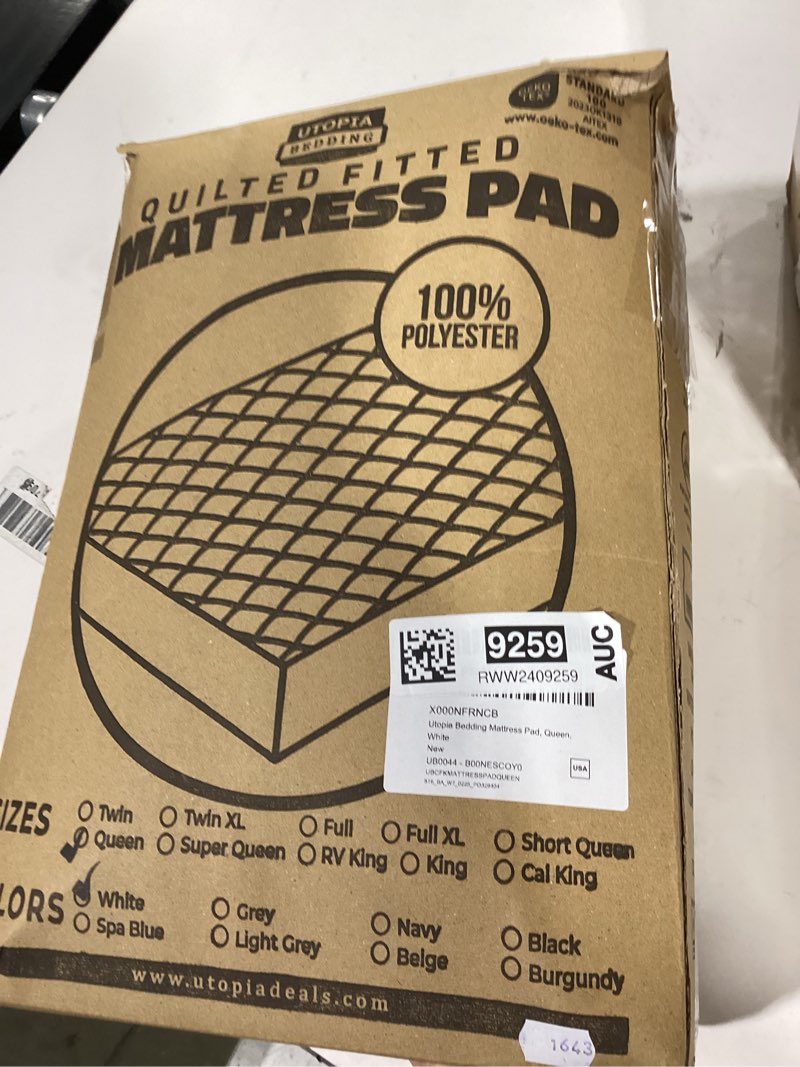 UTOPIA
BEDDING
OEKO
TEX
STANDARD
100
AITEX
www.oeko-tex.com
QUILTED FITTED
MATTRESS PAD
100%
POLYESTER
9259
AUC
RWW2409259
X000NFRNCB
Utopia Bedding Mattress Pad, Queen,
White
New
UB0044 - B00NESCOY0
USA
UBCFKMATTRESSPADQUEEN
IZES
Twin
Twin XL
Full
Full XL
Short Queen
Queen
Super Queen
RV King
King
Cal King
LORS
White
Grey
Navy
Black
Spa Blue
Light Grey
Beige
Burgundy
www.utopiadeals.com
1643